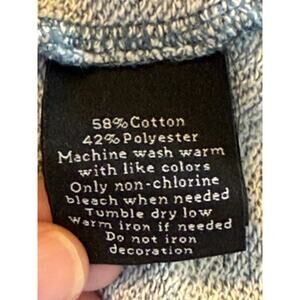 58% Cotton
42% Polyester
Machine wash warm
with like colors
Only non-chlorine
bleach when needed
Tumble dry low
Warm iron if needed
Do not iron
decoration